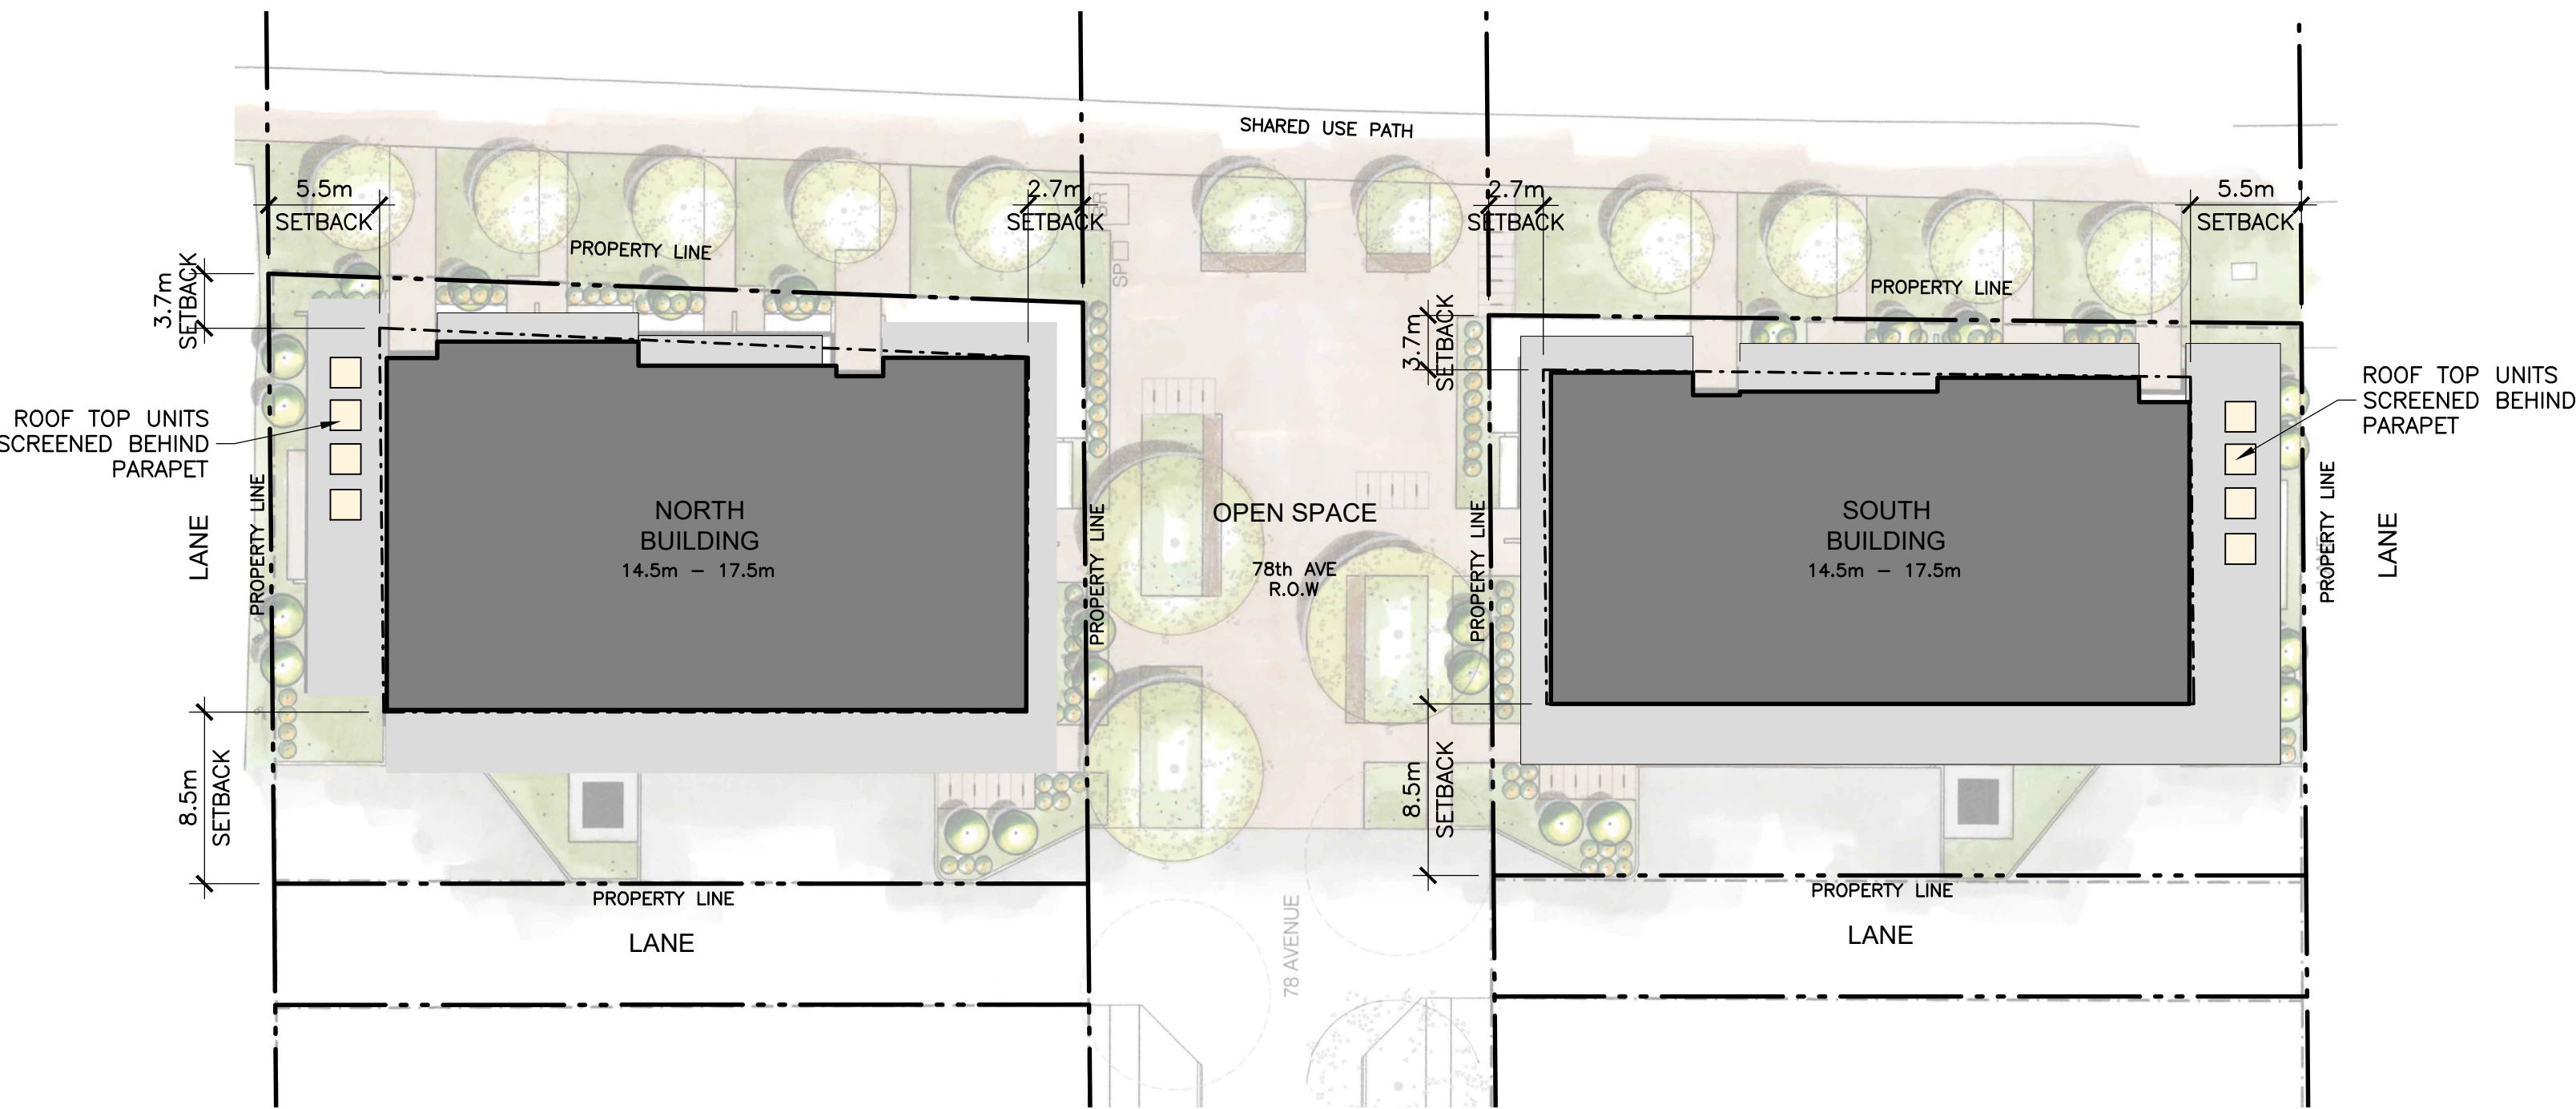 SHARED USE PATH
5.5m
SETBACK
2.7m
SETBACK
2.7m
SETBACK
5.5m
SETBACK
BR
SP
PROPERTY LINE
PROPERTY LINE
3.7m
SETBACK
3.7m
SETBACK
ROOF TOP UNITS
SCREENED BEHIND
PARAPET
ROOF TOP UNITS
SCREENED BEHIND
PARAPET
LANE
PROPERTY LINE
NORTH
BUILDING
14.5m - 17.5m
PROPERTY LINE
OPEN SPACE
78th AVE
R.O.W
PROPERTY LINE
SOUTH
BUILDING
14.5m - 17.5m
PROPERTY LINE
LANE
8.5m
SETBACK
8.5m
SETBACK
PROPERTY LINE
PROPERTY LINE
LANE
78 AVENUE
LANE